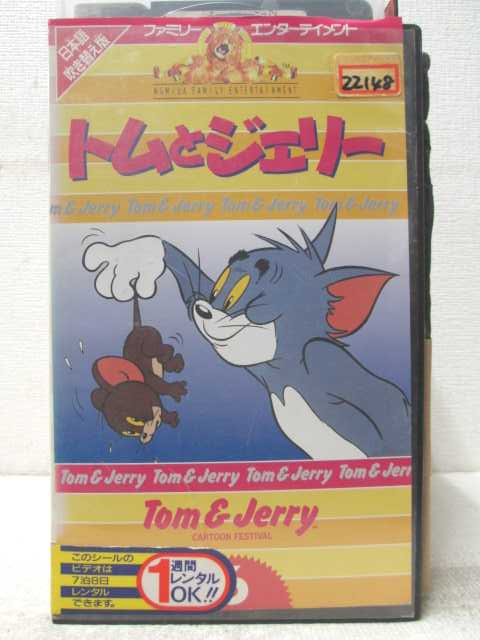 日本語
吹き替え版
ファミリー エンターテイメント
MGM/UA FAMILY ENTERTAINMENT
22148
トムとジェリー
m & Jerry Tom & Jerry Tom & Jerry Tom & Jerry
Tom & Jerry Tom & Jerry Tom & Jerry Tom & Jerry
Tom & Jerry
CARTOON FESTIVAL
このシールの
ビデオは
7泊8日
レンタル
できます。
1週間
レンタル
OK!!